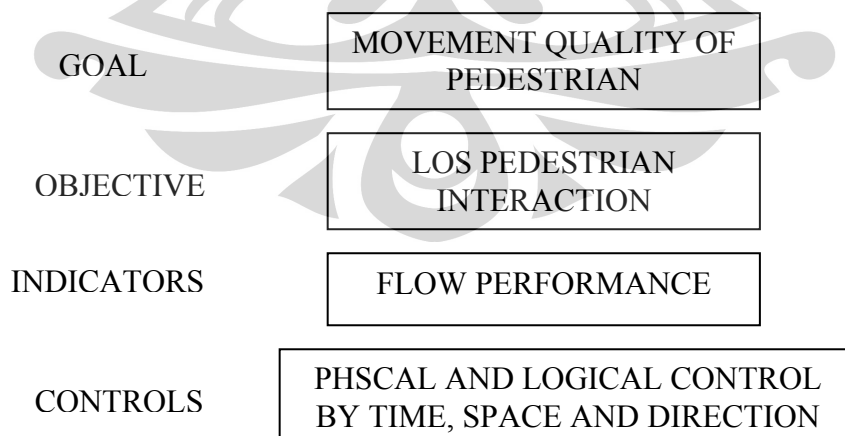 GOAL
MOVEMENT QUALITY OF
PEDESTRIAN
OBJECTIVE
LOS PEDESTRIAN
INTERACTION
INDICATORS
FLOW PERFORMANCE
CONTROLS
PHSCAL AND LOGICAL CONTROL
BY TIME, SPACE AND DIRECTION